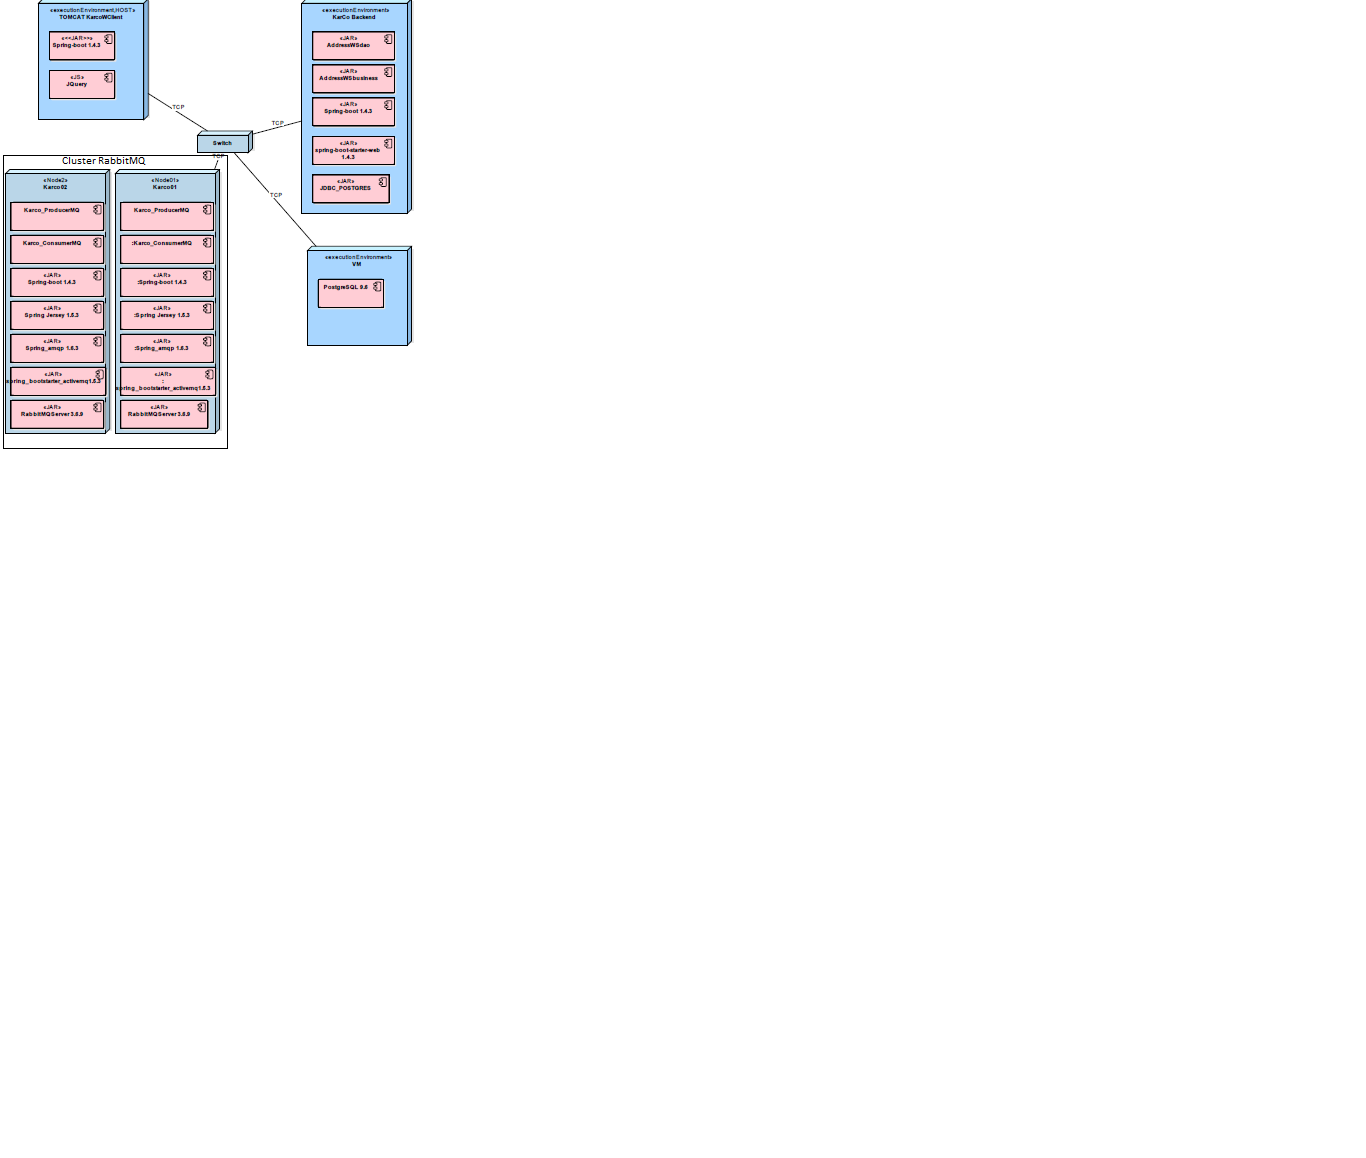 «executionEnvironment,HOST»
TOMCAT KarcoWClient
«<<JAR>>»
Spring-boot 1.4.3
«JS»
JQuery
TCP
«executionEnvironment»
KarCo Backend
«JAR»
AddressWSdao
«JAR»
AddressWSbusiness
«JAR»
Spring-boot 1.4.3
«JAR»
spring-boot-starter-web
1.4.3
«JAR»
JDBC_POSTGRES
TCP
Switch
TCP
TCP
Cluster RabbitMQ
«Node2»
Karco02
Karco_ProducerMQ
Karco_ConsumerMQ
«JAR»
Spring-boot 1.4.3
«JAR»
Spring Jersey 1.5.3
«JAR»
Spring_amqp 1.5.3
«JAR»
spring_bootstarter_activemq1.5.3
«JAR»
RabbitMQServer3.6.9
«Node01»
Karco01
Karco_ProducerMQ
:Karco_ConsumerMQ
«JAR»
:Spring-boot 1.4.3
«JAR»
:Spring Jersey 1.5.3
«JAR»
:Spring_amqp 1.5.3
«JAR»
:
spring_bootstarter_activemq1.5.3
«JAR»
RabbitMQServer3.6.9
«executionEnvironment»
VM
PostgreSQL 9.6